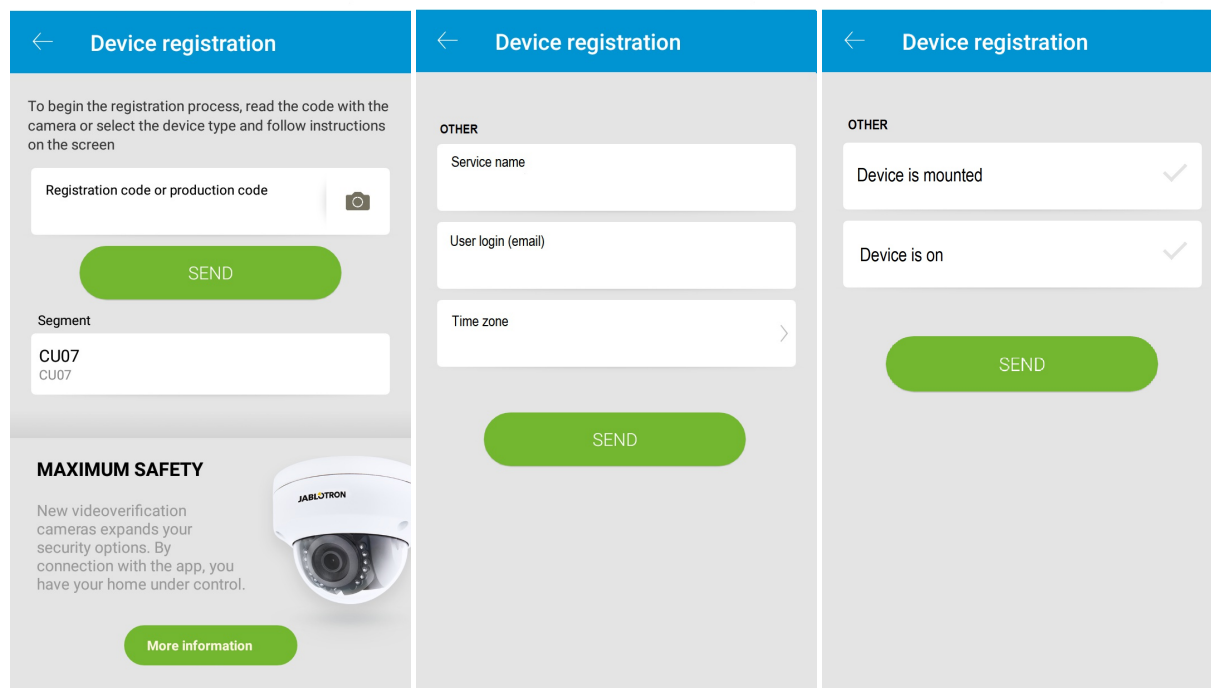 Device registration
To begin the registration process, read the code with the
camera or select the device type and follow instructions
on the screen
Registration code or production code
SEND
Segment
CU07
CU07
MAXIMUM SAFETY
New videoverification
cameras expands your
security options. By
connection with the app, you
have your home under control.
JABLOTRON
More information
Device registration
OTHER
Service name
User login (email)
Time zone
SEND
Device registration
OTHER
Device is mounted
Device is on
SEND